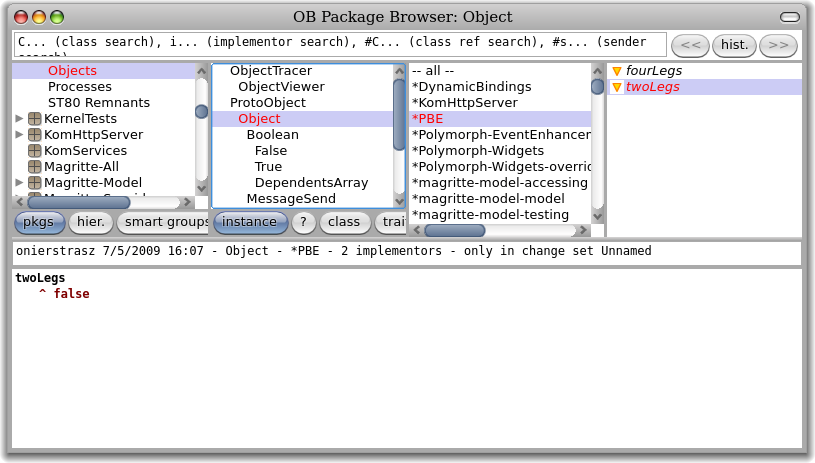 OB Package Browser: Object
C... (class search), i... (implementor search), #C... (class ref search), #s... (sender
<<
hist.
>>
Objects
Processes
ST80 Remnants
KernelTests
KomHttpServer
KomServices
Magritte-All
Magritte-Model
ObjectTracer
ObjectViewer
ProtoObject
Object
Boolean
False
True
DependentsArray
MessageSend
-- all --
*DynamicBindings
*KomHttpServer
*PBE
*Polymorph-EventEnhancer
*Polymorph-Widgets
*Polymorph-Widgets-overri
*magritte-model-accessing
*magritte-model-model
*magritte-model-testing
fourLegs
twoLegs
pkgs
hier.
smart groups
instance
?
class
trai
onierstrasz 7/5/2009 16:07 - Object - *PBE - 2 implementors - only in change set Unnamed
twoLegs
^ false